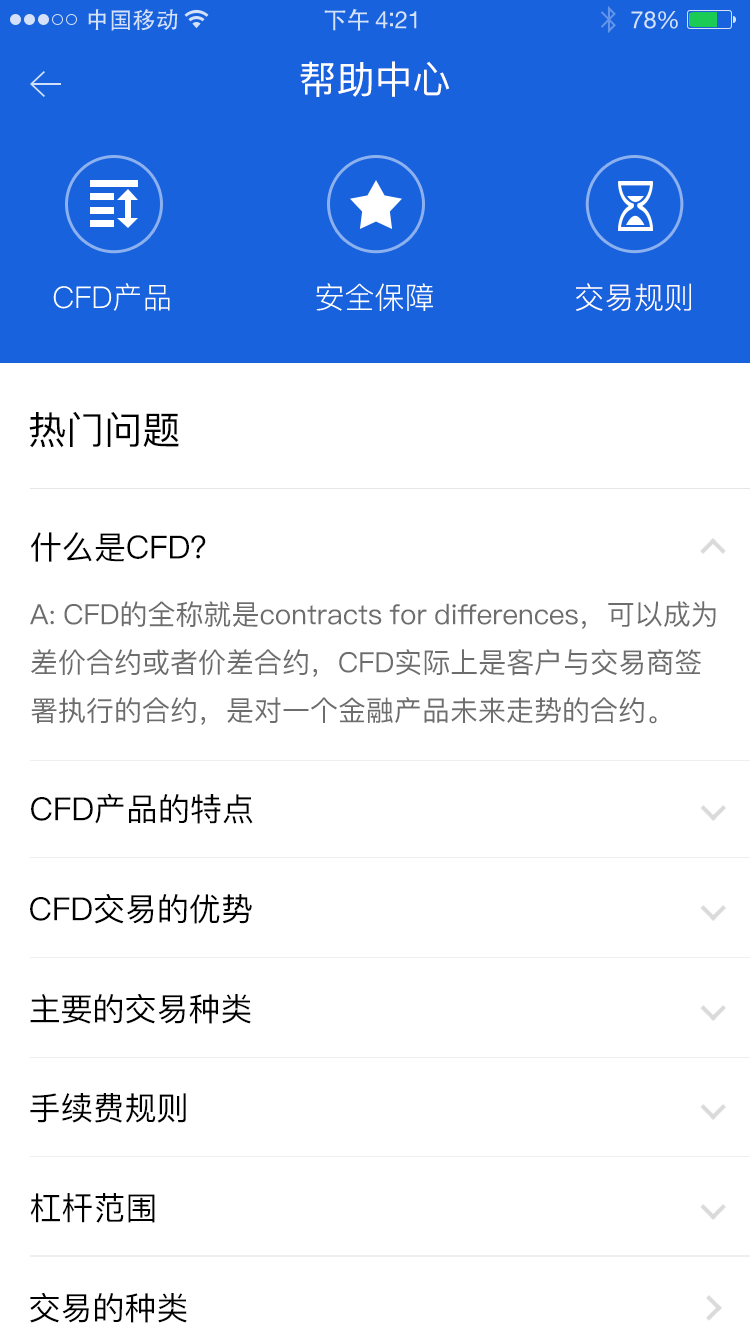 中国移动 下午 4:21 78%
帮助中心
CFD产品 安全保障 交易规则
热门问题
什么是CFD?
A: CFD的全称就是contracts for differences，可以成为
差价合约或者价差合约，CFD实际上是客户与交易商签
署执行的合约，是对一个金融产品未来走势的合约。
CFD产品的特点
CFD交易的优势
主要的交易种类
手续费规则
杠杆范围
交易的种类